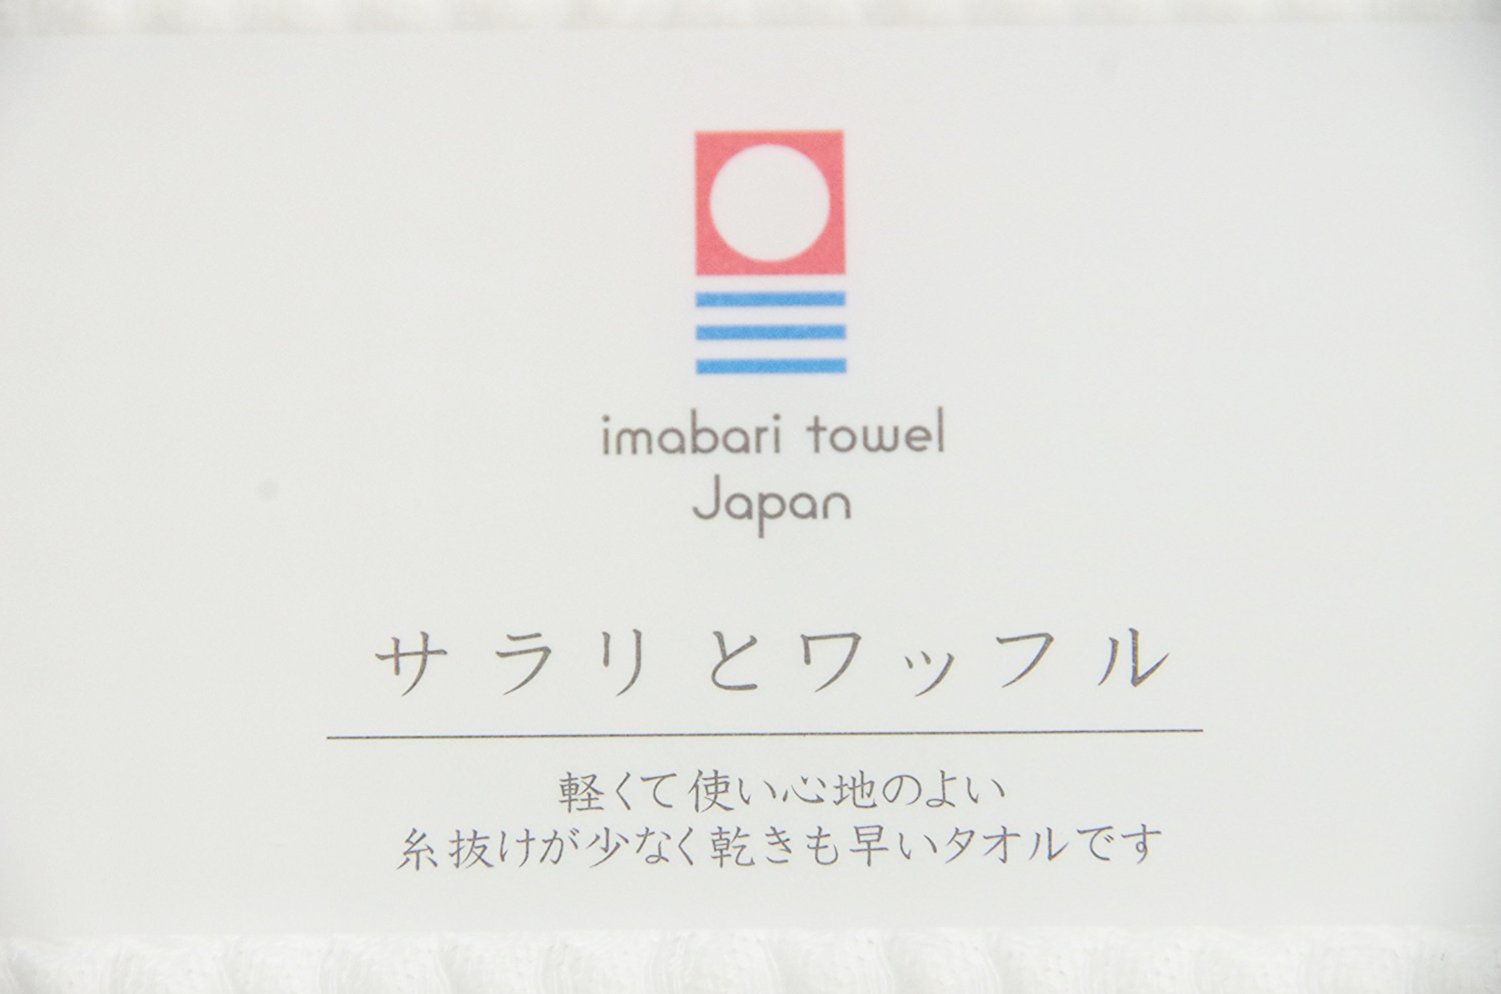 imabari towel
Japan
サラリとワッフル
軽くて使い心地のよい
糸抜けが少なく乾きも早いタオルです